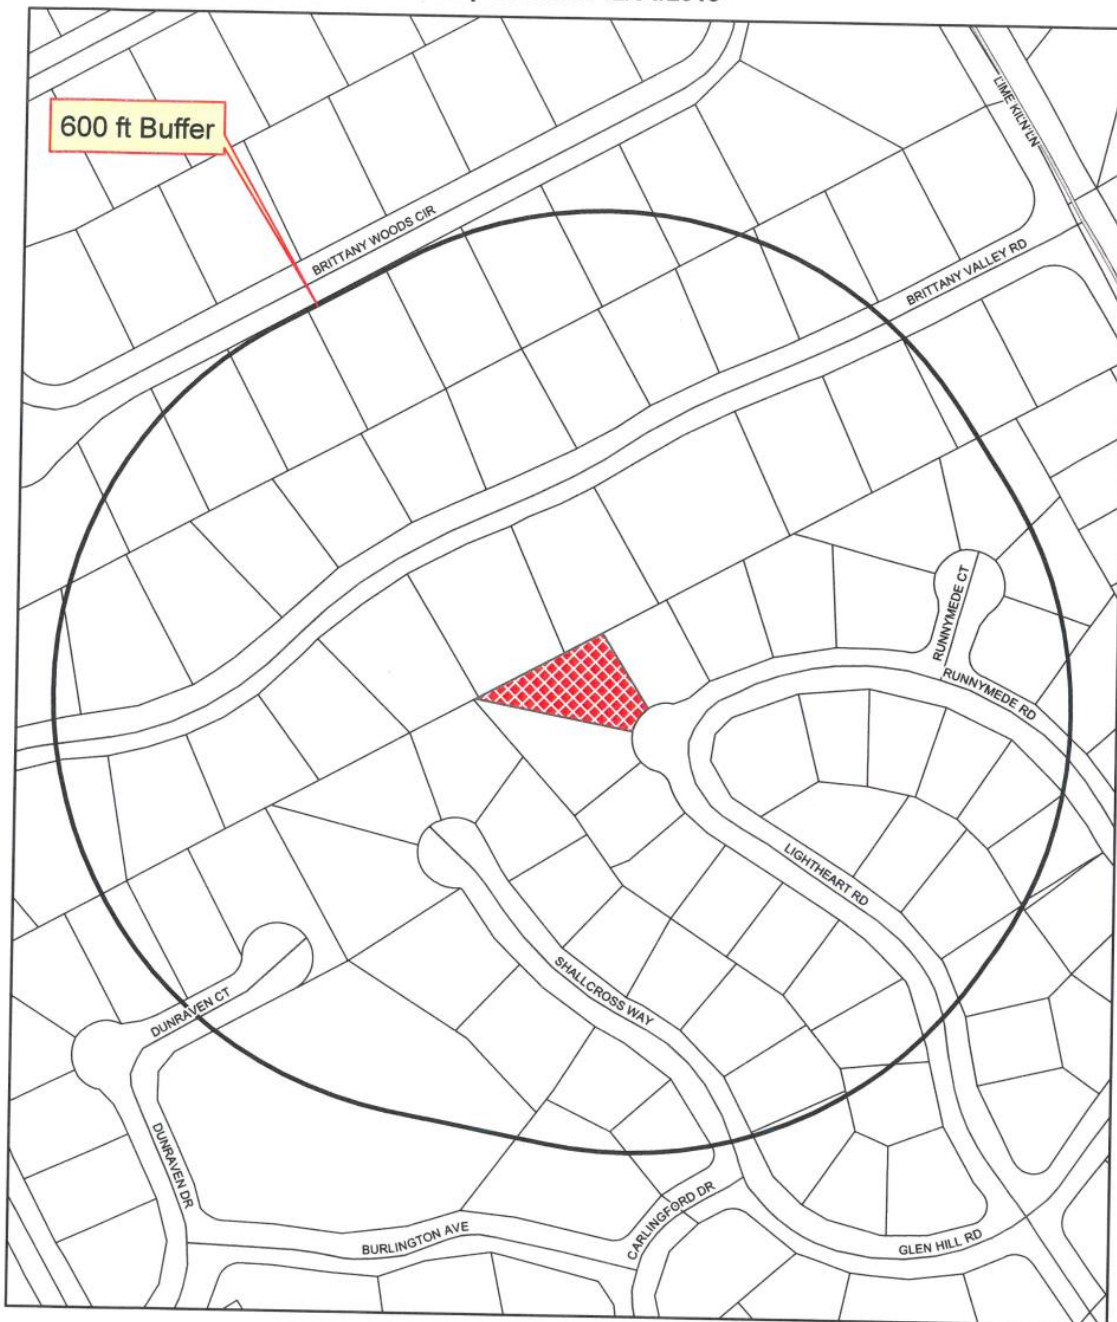 600 ft Buffer
LIME KILN LN
BRITTANY WOODS CIR
BRITTANY VALLEY RD
RUNNYMEDE CT
RUNNYMEDE RD
LIGHTHEART RD
SHALLCROSS WAY
DUNRAVEN CT
DUNRAVEN DR
CARLINGFORD DR
BURLINGTON AVE
GLEN HILL RD